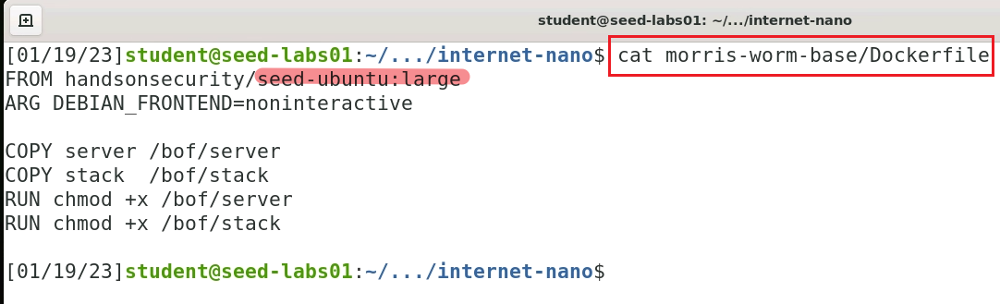 student@seed-labs01: ~/.../internet-nano
[01/19/23]student@seed-labs01:~/.../internet-nano$ cat morris-worm-base/Dockerfile
FROM handsonsecurity/seed-ubuntu:large
ARG DEBIAN_FRONTEND=noninteractive
COPY server /bof/server
COPY stack  /bof/stack
RUN chmod +x /bof/server
RUN chmod +x /bof/stack
[01/19/23]student@seed-labs01:~/.../internet-nano$